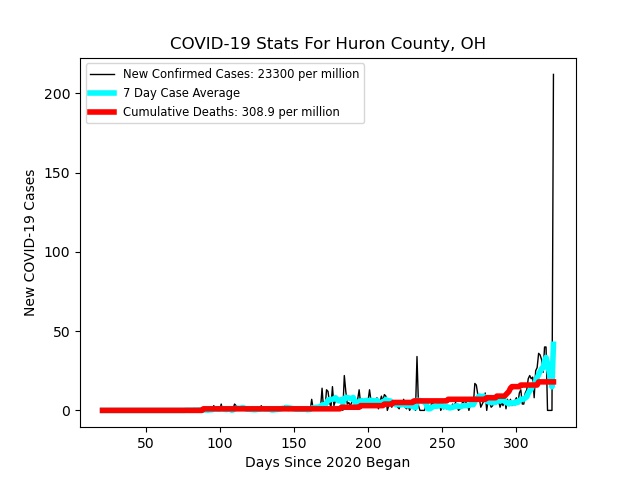 COVID-19 Stats For Huron County, OH
New Confirmed Cases: 23300 per million
7 Day Case Average
Cumulative Deaths: 308.9 per million
New COVID-19 Cases
200
150
100
50
0
50 100 150 200 250 300
Days Since 2020 Began